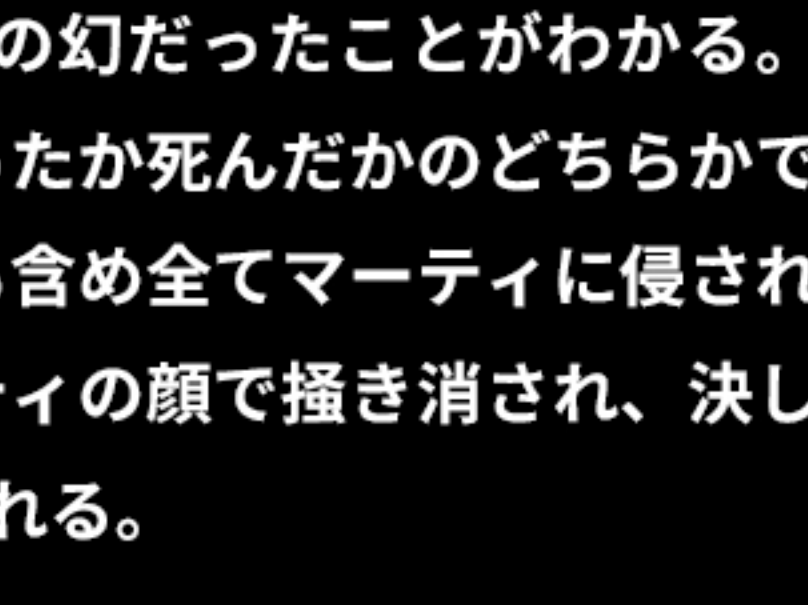 の幻だったことがわかる。
たか死んだかのどちらかで
含め全てマーティに侵され
ィの顔で掻き消され、決し
れる。